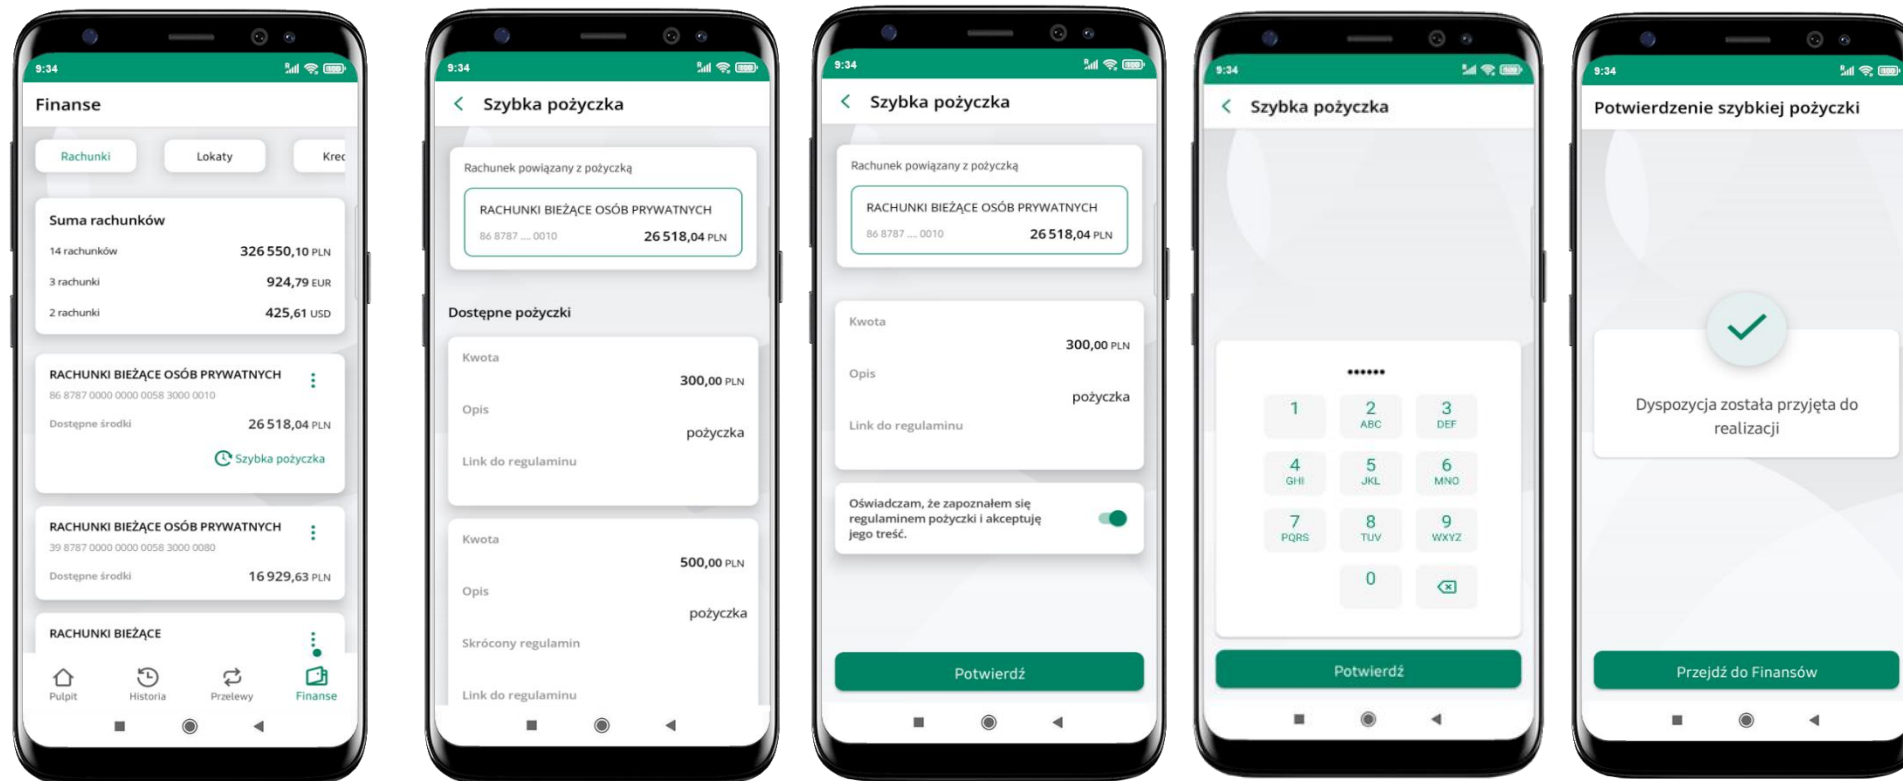 9:34
Finanse
Rachunki
Lokaty
Kred
Suma rachunków
14 rachunków 326 550,10 PLN
3 rachunki 924,79 EUR
2 rachunki 425,61 USD
RACHUNKI BIEŻĄCE OSÓB PRYWATNYCH
86 8787 0000 0000 0058 3000 0010
Dostępne środki 26 518,04 PLN
Szybka pożyczka
RACHUNKI BIEŻĄCE OSÓB PRYWATNYCH
39 8787 0000 0000 0058 3000 0080
Dostępne środki 16 929,63 PLN
RACHUNKI BIEŻĄCE
Pulpit
Historia
Przelewy
Finanse
9:34
Szybka pożyczka
Rachunek powiązany z pożyczką
RACHUNKI BIEŻĄCE OSÓB PRYWATNYCH
86 8787 .... 0010 26 518,04 PLN
Dostępne pożyczki
Kwota
300,00 PLN
Opis
pożyczka
Link do regulaminu
Kwota
500,00 PLN
Opis
pożyczka
Skrócony regulamin
Link do regulaminu
9:34
Szybka pożyczka
Rachunek powiązany z pożyczką
RACHUNKI BIEŻĄCE OSÓB PRYWATNYCH
86 8787 .... 0010 26 518,04 PLN
Kwota
300,00 PLN
Opis
pożyczka
Link do regulaminu
Oświadczam, że zapoznałem się
regulaminem pożyczki i akceptuję
jego treść.
Potwierdź
9:34
Szybka pożyczka
••••••
1
2
3
ABC
DEF
4
5
6
GHI
JKL
MNO
7
8
9
PQRS
TUV
WXYZ
0
Potwierdź
9:34
Potwierdzenie szybkiej pożyczki
Dyspozycja została przyjęta do
realizacji
Przejdź do Finansów